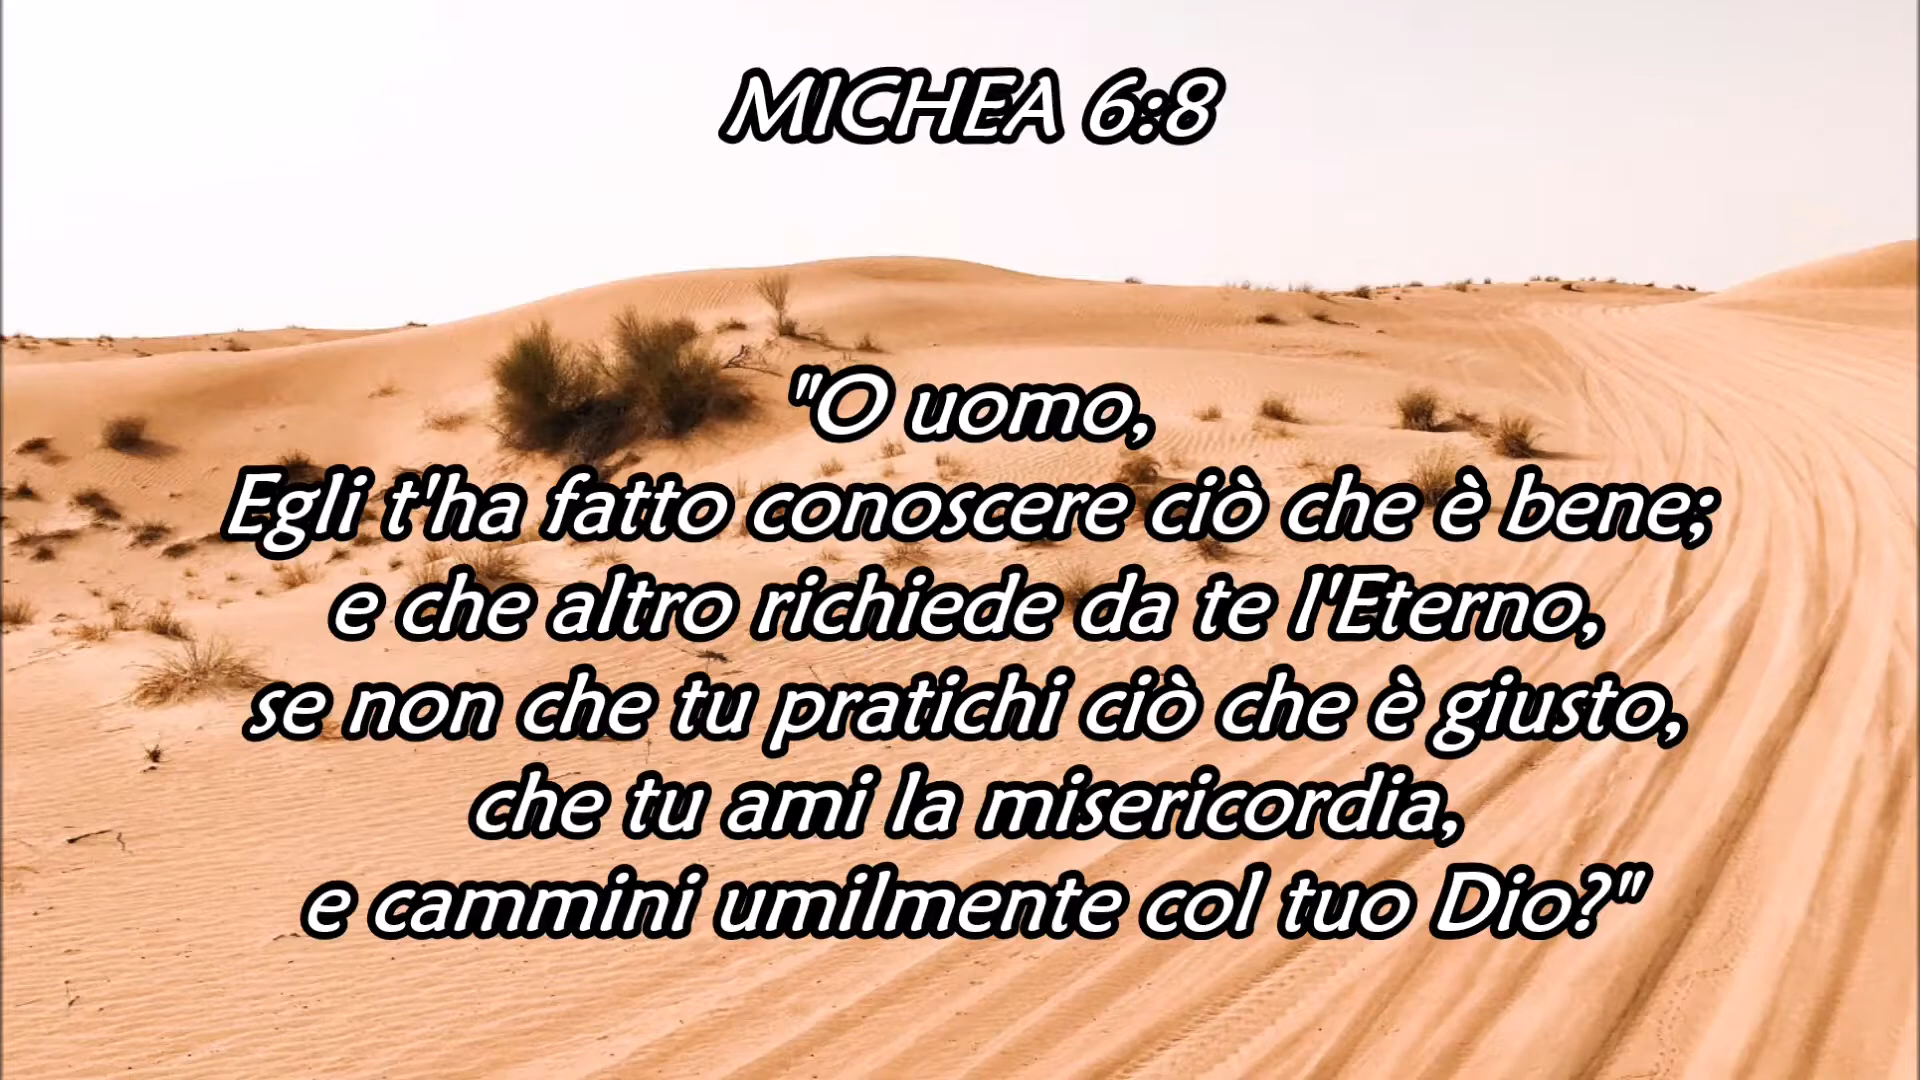 MICHEA 6:8
"O uomo,
Egli t'ha fatto conoscere ciò che è bene;
e che altro richiede da te l'Eterno,
se non che tu pratichi ciò che è giusto,
che tu ami la misericordia,
e cammini umilmente col tuo Dio?"